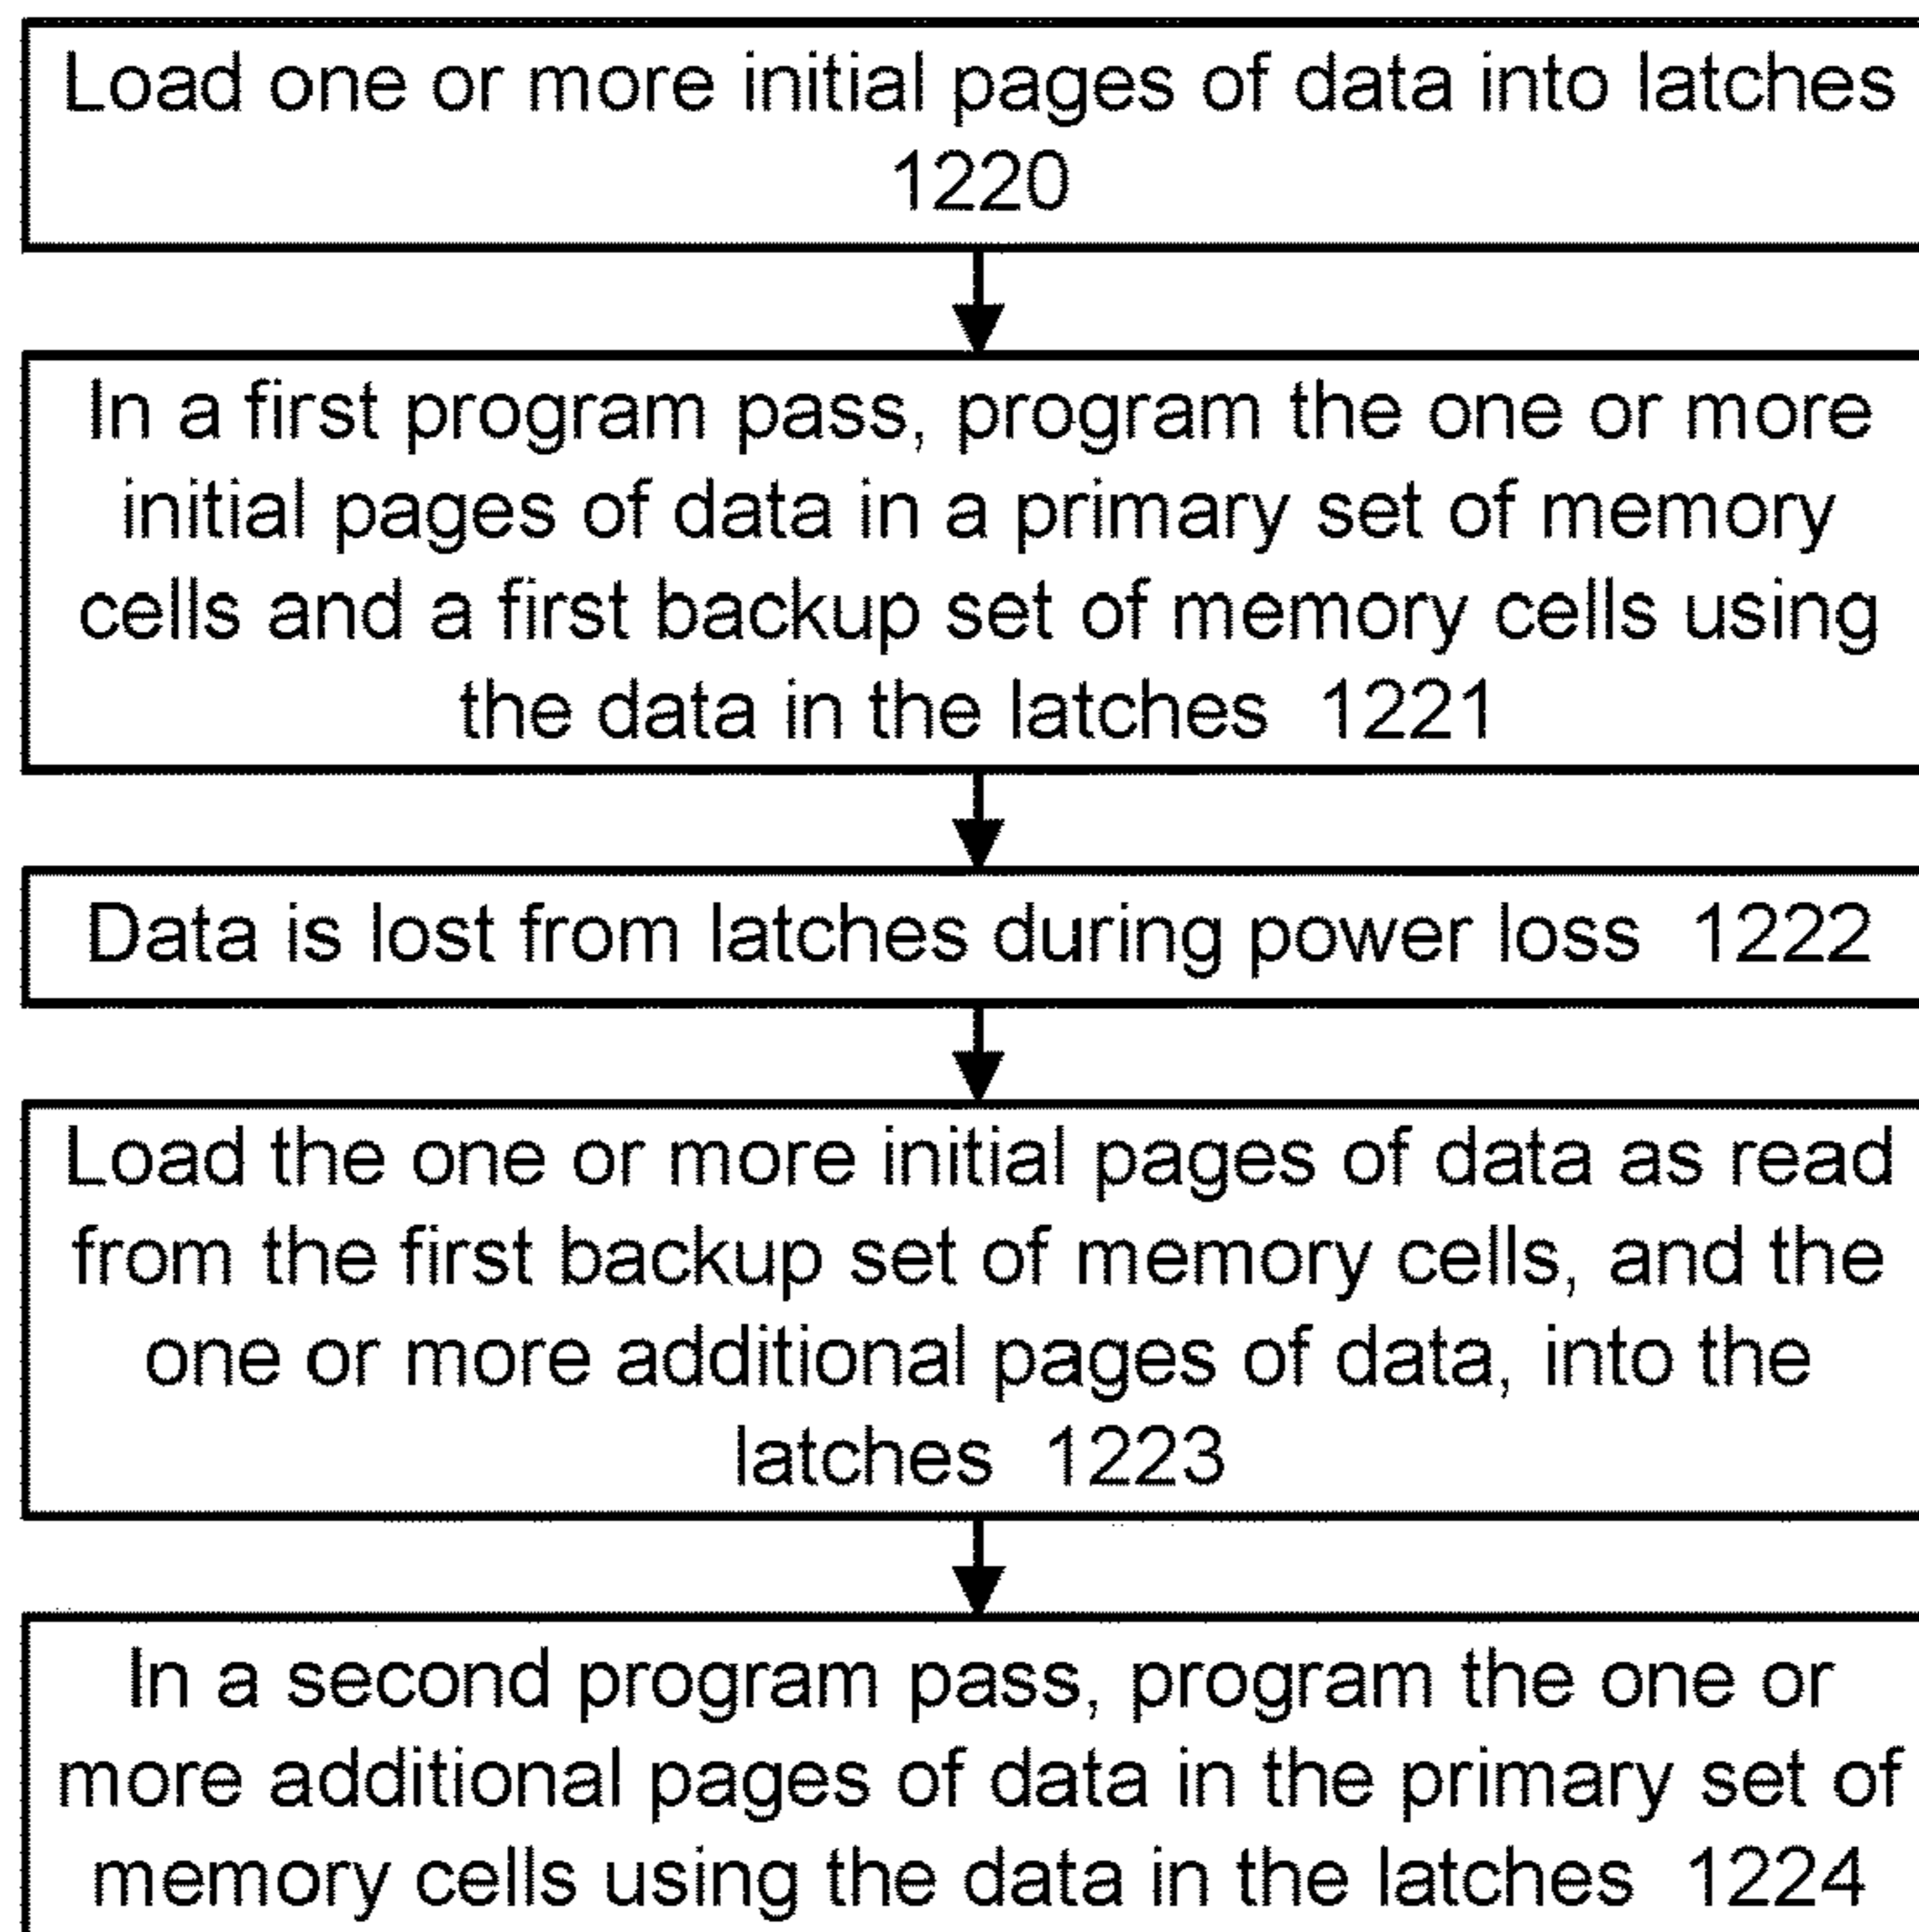 Load one or more initial pages of data into latches
1220
In a first program pass, program the one or more
initial pages of data in a primary set of memory
cells and a first backup set of memory cells using
the data in the latches 1221
Data is lost from latches during power loss 1222
Load the one or more initial pages of data as read
from the first backup set of memory cells, and the
one or more additional pages of data, into the
latches 1223
In a second program pass, program the one or
more additional pages of data in the primary set of
memory cells using the data in the latches 1224